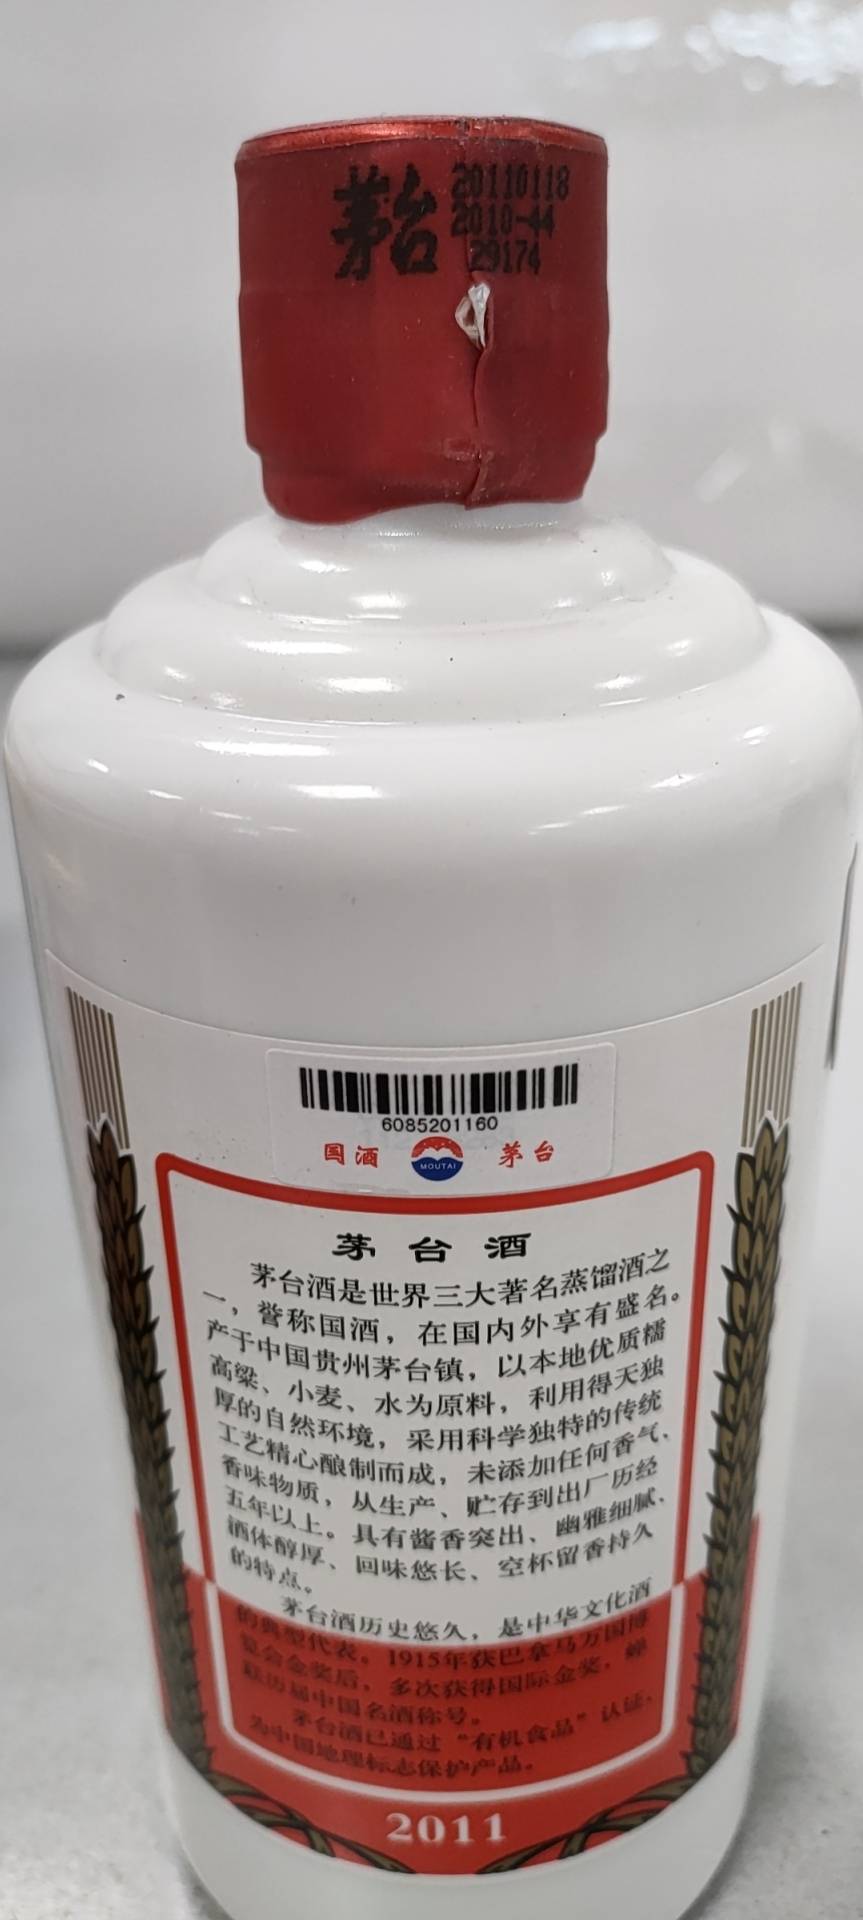 茅台
20110118
2010-44
29174
6085201160
国酒
MOUTAI
茅台
茅台酒
茅台酒是世界三大著名蒸馏酒之
一，誉称国酒，在国内外享有盛名。
产于中国贵州茅台镇，以本地优质糯
高粱、小麦、水为原料，利用得天独
厚的自然环境，采用科学独特的传统
工艺精心酿制而成，未添加任何香气、
香味物质，从生产、贮存到出厂历经
五年以上。具有酱香突出、幽雅细腻、
酒体醇厚、回味悠长、空杯留香持久
的特点。
茅台酒历史悠久，是中华文化酒
的典型代表。1915年获巴拿马万国博
览会金奖后，多次获得国际金奖，蝉
联历届中国名酒称号。
茅台酒已通过“有机食品”认证，
为中国地理标志保护产品。
2011